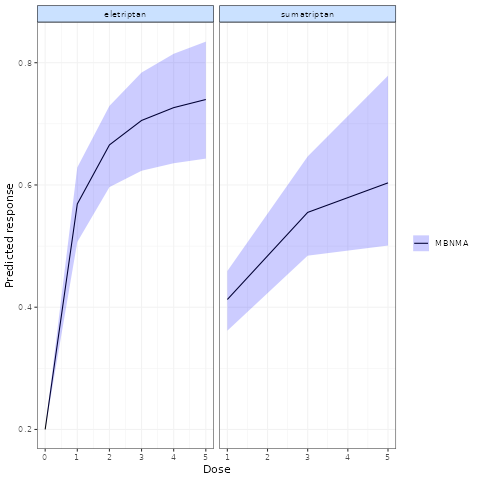 eletriptan
sumatriptan
Predicted response
0.8
0.6
0.4
0.2
0 1 2 3 4 5
1 2 3 4 5
Dose
MBNMA